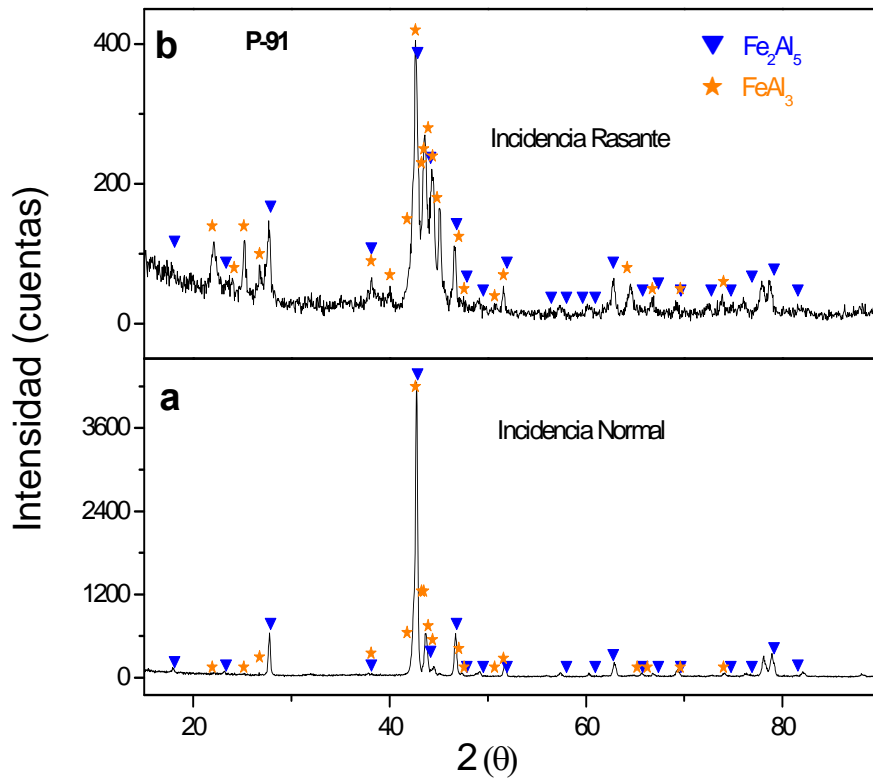 b
P-91
Fe2Al5
FeAl3
Incidencia Rasante
400
200
0
a
Incidencia Normal
3600
2400
1200
0
20
40
60
80
Intensidad (cuentas)
2 (θ)